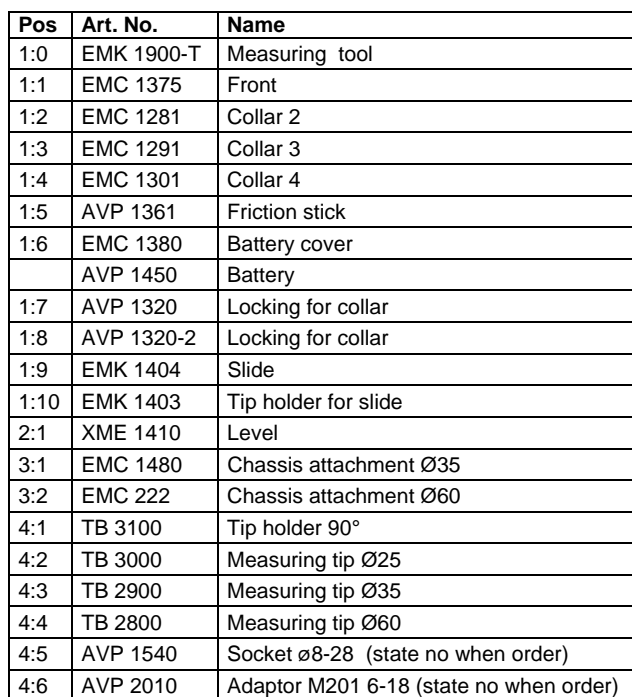 Pos Art. No. Name
1:0 EMK 1900-T Measuring tool
1:1 EMC 1375 Front
1:2 EMC 1281 Collar 2
1:3 EMC 1291 Collar 3
1:4 EMC 1301 Collar 4
1:5 AVP 1361 Friction stick
1:6 EMC 1380 Battery cover
AVP 1450 Battery
1:7 AVP 1320 Locking for collar
1:8 AVP 1320-2 Locking for collar
1:9 EMK 1404 Slide
1:10 EMK 1403 Tip holder for slide
2:1 XME 1410 Level
3:1 EMC 1480 Chassis attachment Ø35
3:2 EMC 222 Chassis attachment Ø60
4:1 TB 3100 Tip holder 90°
4:2 TB 3000 Measuring tip Ø25
4:3 TB 2900 Measuring tip Ø35
4:4 TB 2800 Measuring tip Ø60
4:5 AVP 1540 Socket ø8-28 (state no when order)
4:6 AVP 2010 Adaptor M201 6-18 (state no when order)